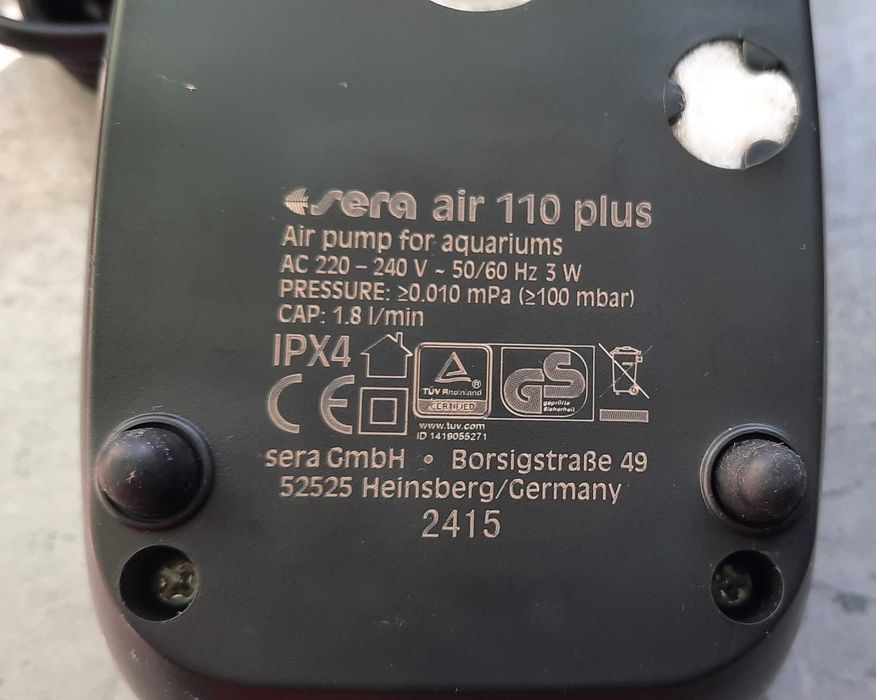 sera air 110 plus
Air pump for aquariums
AC 220 – 240 V ~ 50/60 Hz 3 W
PRESSURE: ≥0.010 mPa (≥100 mbar)
CAP: 1.8 l/min
IPX4
CE
TÜV Rheinland ®
CERTIFIED
GS
geprüfte
Sicherheit
www.tuv.com
ID 1419055271
sera GmbH • Borsigstraße 49
52525 Heinsberg/Germany
2415